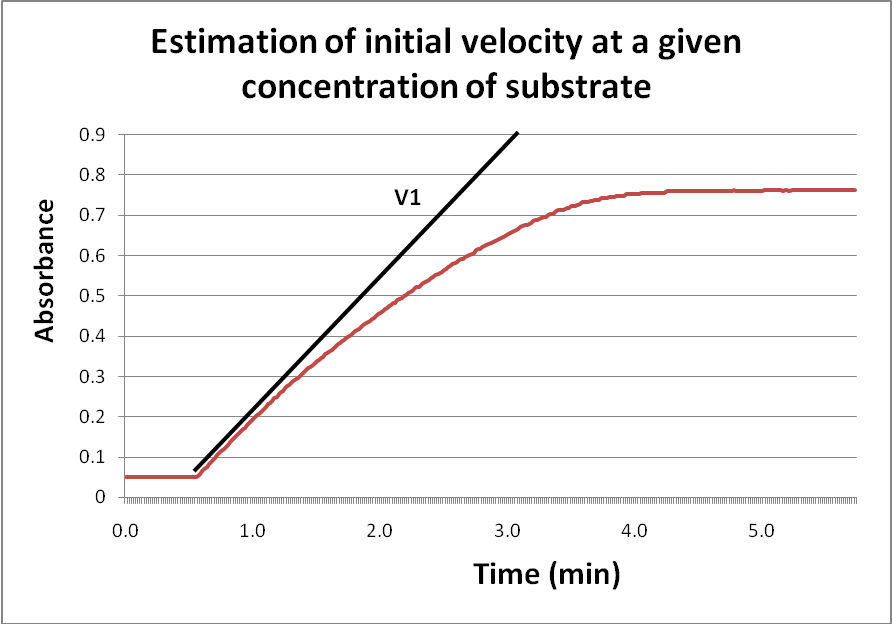 Estimation of initial velocity at a given
concentration of substrate
0.9
0.8
V1
0.7
0.6
0.5
0.4
0.3
0.2
0.1
0
Absorbance
0.0 1.0 2.0 3.0 4.0 5.0
Time (min)